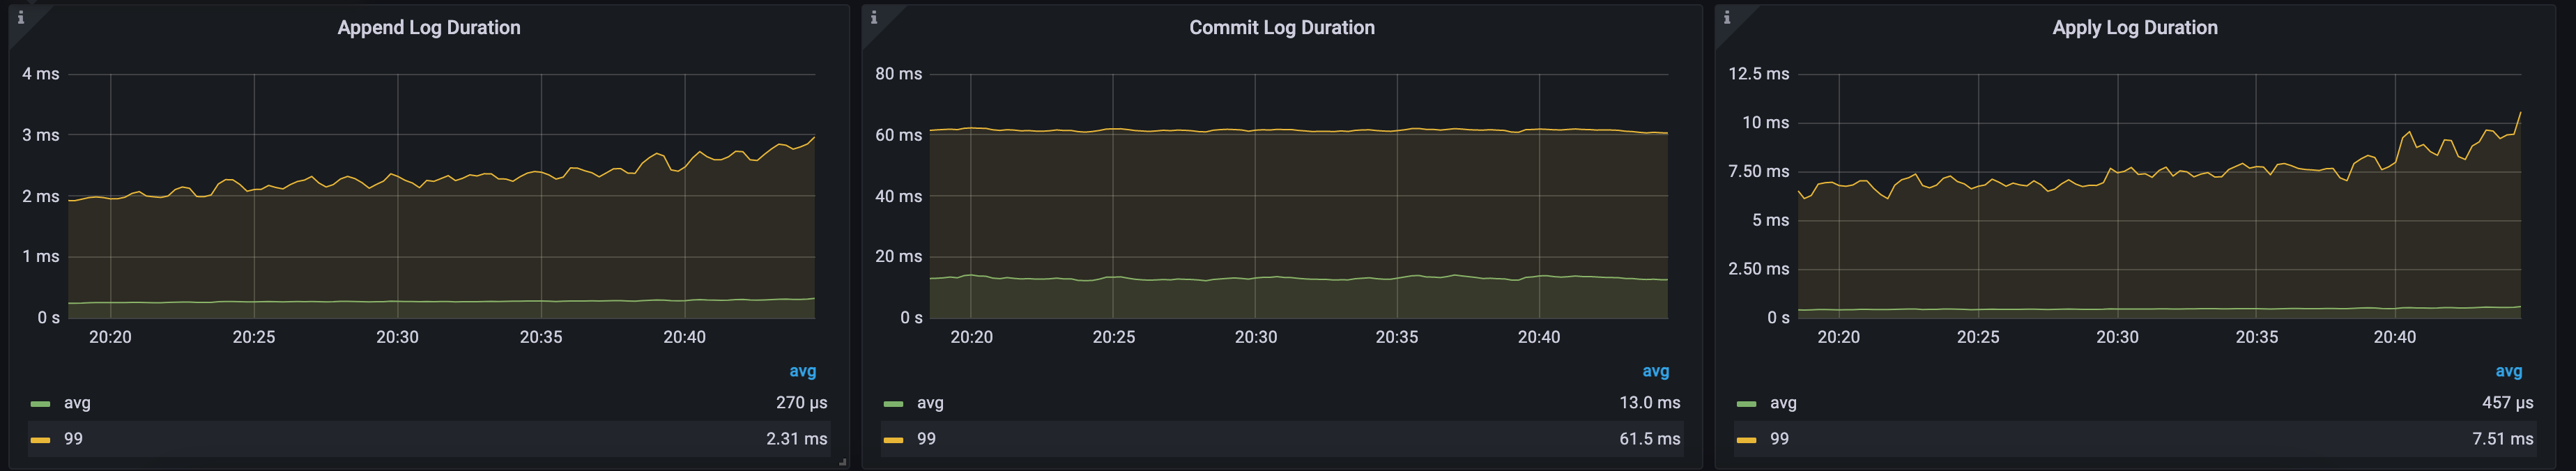 Append Log Duration
4 ms
3 ms
2 ms
1 ms
0 s
20:20 20:25 20:30 20:35 20:40
avg
avg 270 µs
99 2.31 ms
Commit Log Duration
80 ms
60 ms
40 ms
20 ms
0 s
20:20 20:25 20:30 20:35 20:40
avg
avg 13.0 ms
99 61.5 ms
Apply Log Duration
12.5 ms
10 ms
7.50 ms
5 ms
2.50 ms
0 s
20:20 20:25 20:30 20:35 20:40
avg
avg 457 µs
99 7.51 ms